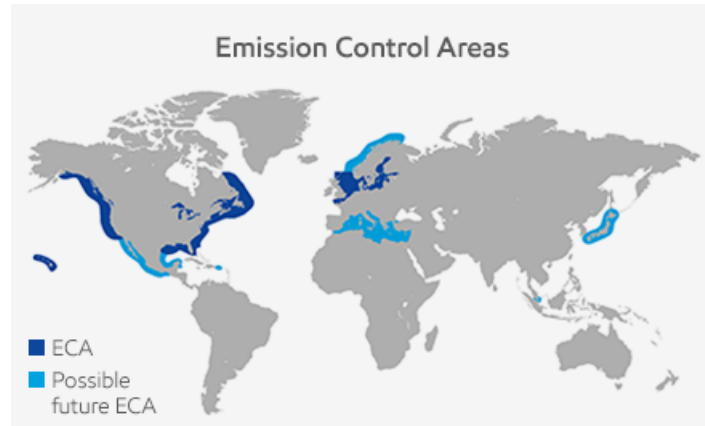 Emission Control Areas
ECA
Possible
future ECA